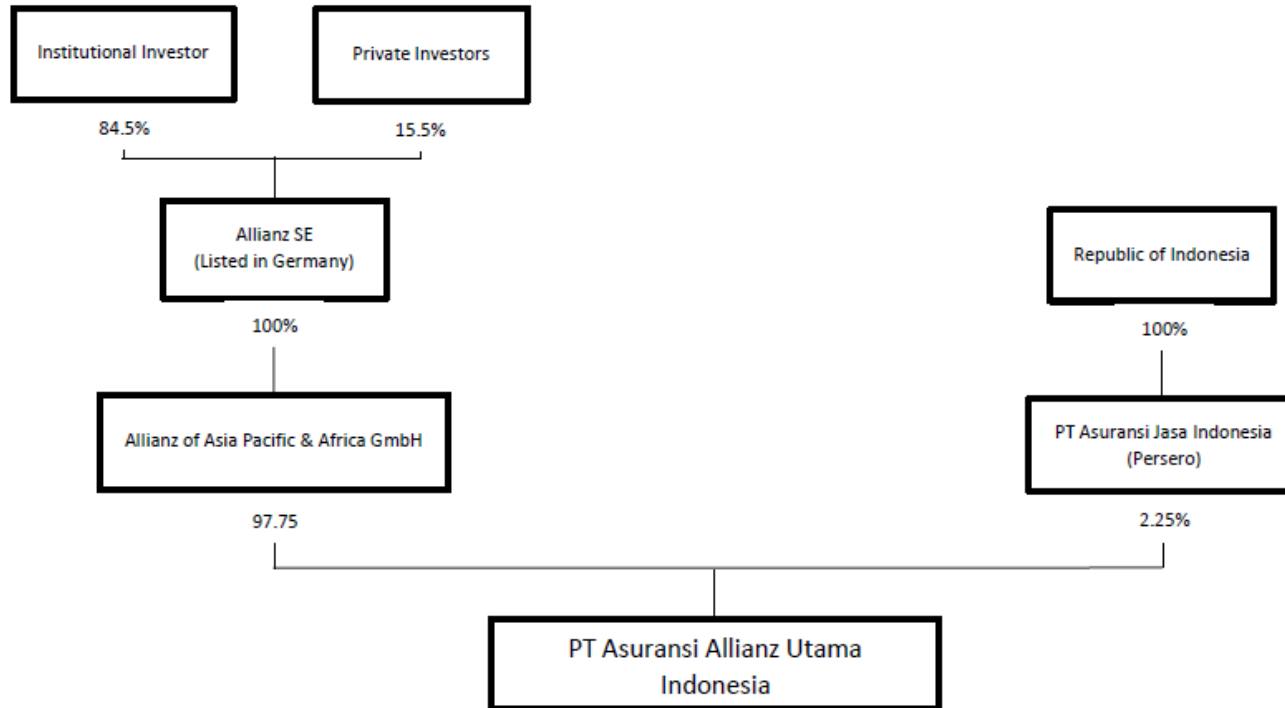 Institutional Investor
Private Investors
84.5%
15.5%
Allianz SE
(Listed in Germany)
Republic of Indonesia
100%
100%
Allianz of Asia Pacific & Africa GmbH
PT Asuransi Jasa Indonesia
(Persero)
97.75
2.25%
PT Asuransi Allianz Utama
Indonesia